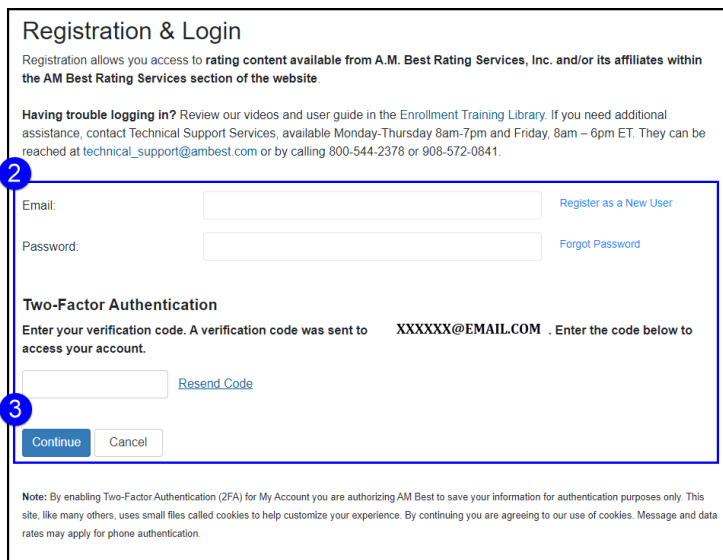 Registration & Login
Registration allows you access to rating content available from A.M. Best Rating Services, Inc. and/or its affiliates within
the AM Best Rating Services section of the website.
Having trouble logging in? Review our videos and user guide in the Enrollment Training Library. If you need additional
assistance, contact Technical Support Services, available Monday-Thursday 8am-7pm and Friday, 8am – 6pm ET. They can be
reached at technical_support@ambest.com or by calling 800-544-2378 or 908-572-0841.
2
Email: Register as a New User
Password: Forgot Password
Two-Factor Authentication
Enter your verification code. A verification code was sent to XXXXXX@EMAIL.COM . Enter the code below to
access your account.
Resend Code
3
Continue Cancel
Note: By enabling Two-Factor Authentication (2FA) for My Account you are authorizing AM Best to save your information for authentication purposes only. This
site, like many others, uses small files called cookies to help customize your experience. By continuing you are agreeing to our use of cookies. Message and data
rates may apply for phone authentication.